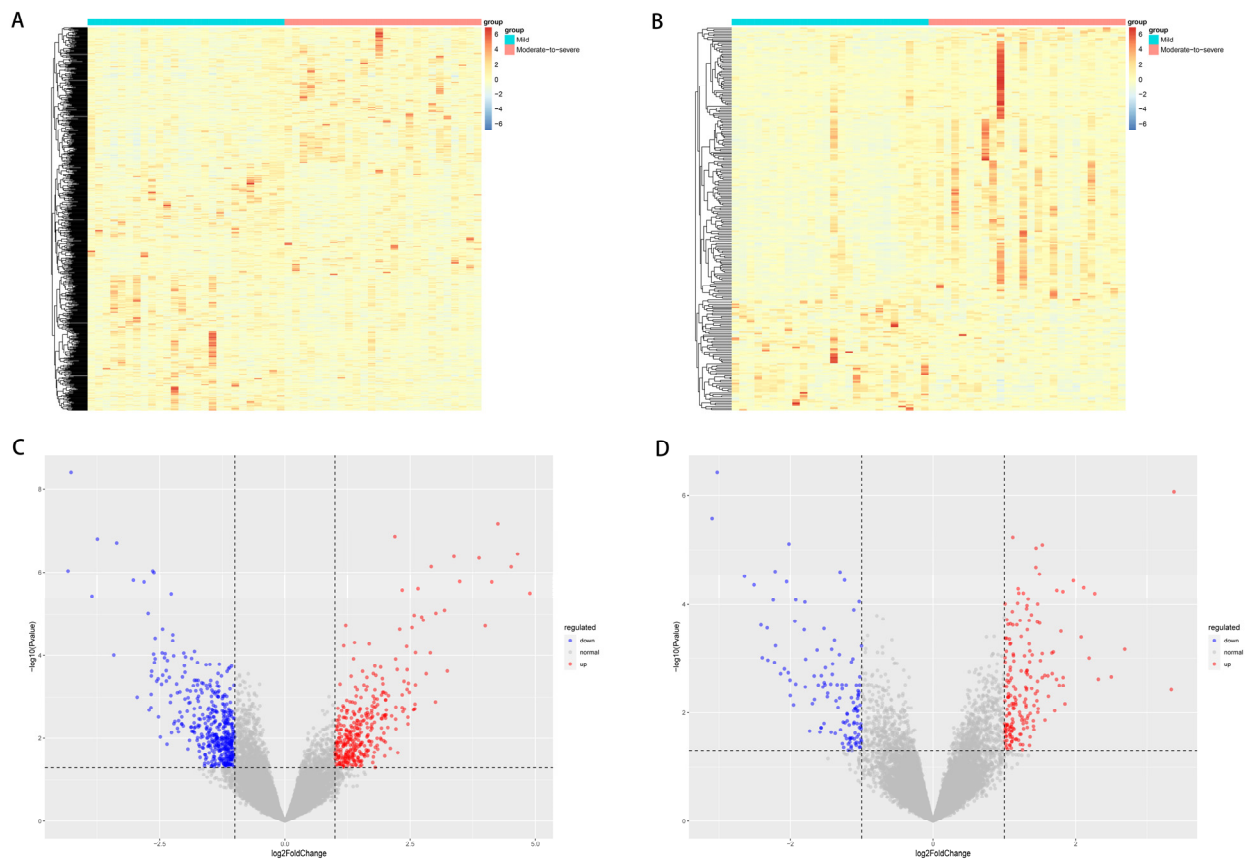 A
group
group
6
Mild
Moderate-to-severe
4
2
0
−2
−4
−6
B
group
group
6
Mild
Moderate-to-severe
4
2
0
−2
−4
−6
C
−log10(Pvalue)
8
6
4
2
0
−2.5
0.0
2.5
5.0
log2FoldChange
regulated
down
normal
up
D
−log10(Pvalue)
6
4
2
0
−2
0
2
log2FoldChange
regulated
down
normal
up